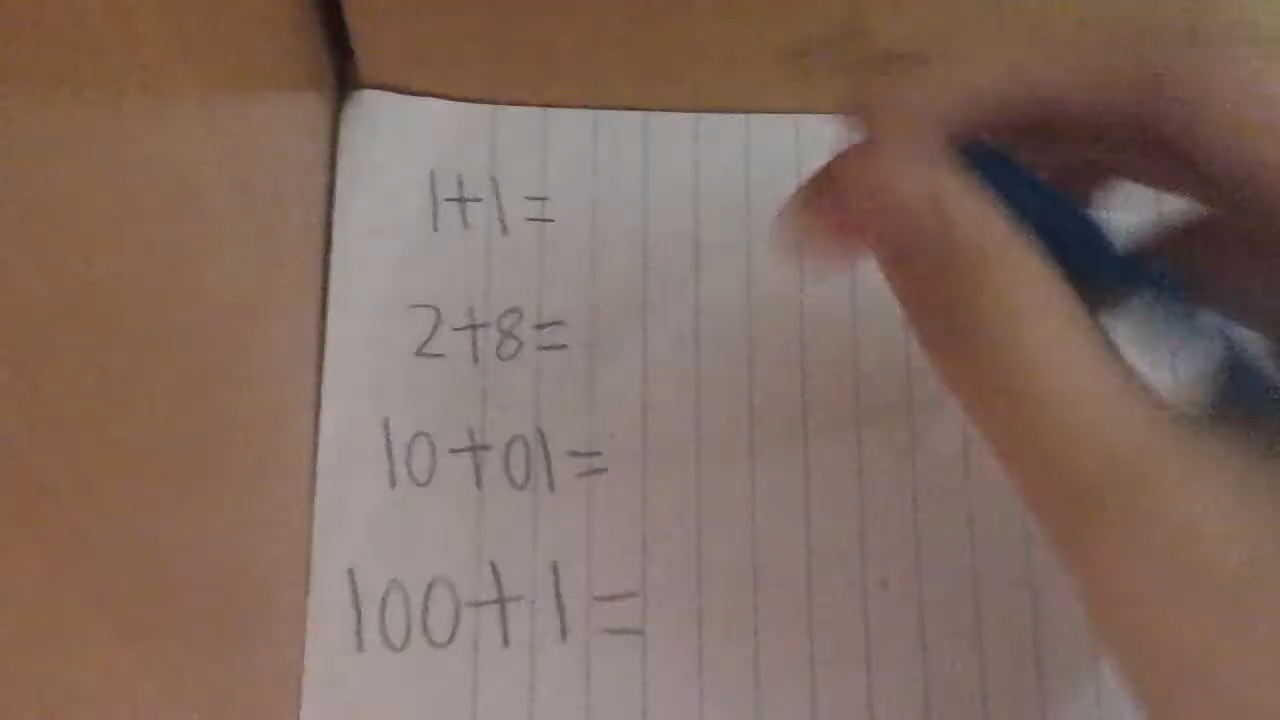 1+1=
2+8=
10+01=
100+1=